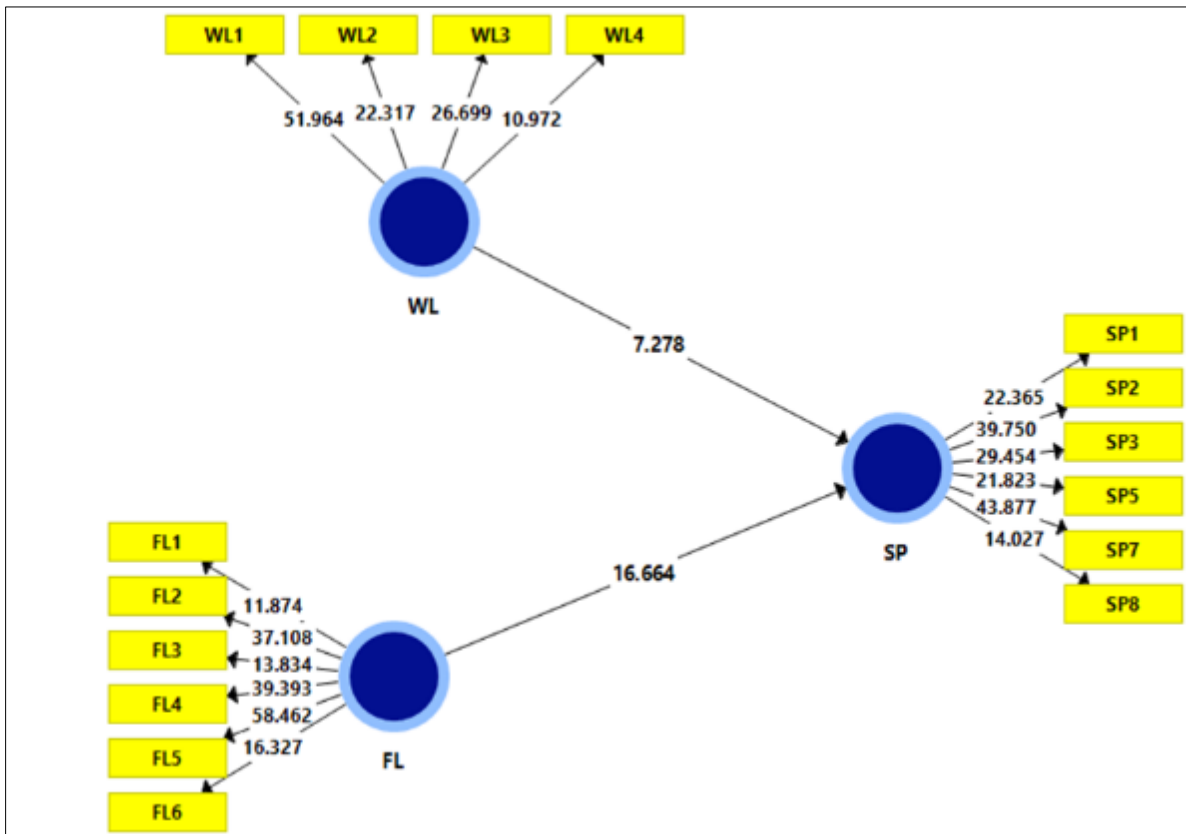 WL1 WL2 WL3 WL4
51.964 22.317 26.699 10.972
WL
7.278
SP1
SP2
SP3
SP5
SP7
SP8
22.365
39.750
29.454
21.823
43.877
14.027
SP
16.664
FL1
FL2
FL3
FL4
FL5
FL6
11.874
37.108
13.834
39.393
58.462
16.327
FL